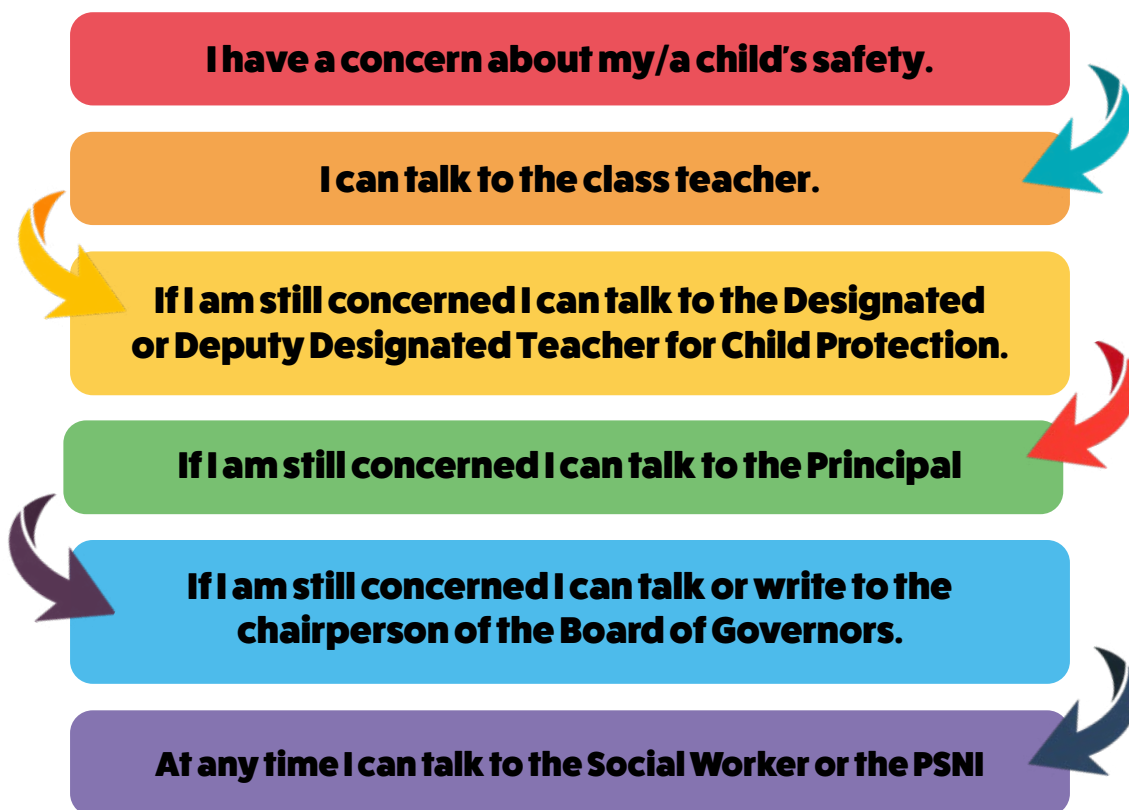 I have a concern about my/a child's safety.
I can talk to the class teacher.
If I am still concerned I can talk to the Designated
or Deputy Designated Teacher for Child Protection.
If I am still concerned I can talk to the Principal
If I am still concerned I can talk or write to the
chairperson of the Board of Governors.
At any time I can talk to the Social Worker or the PSNI